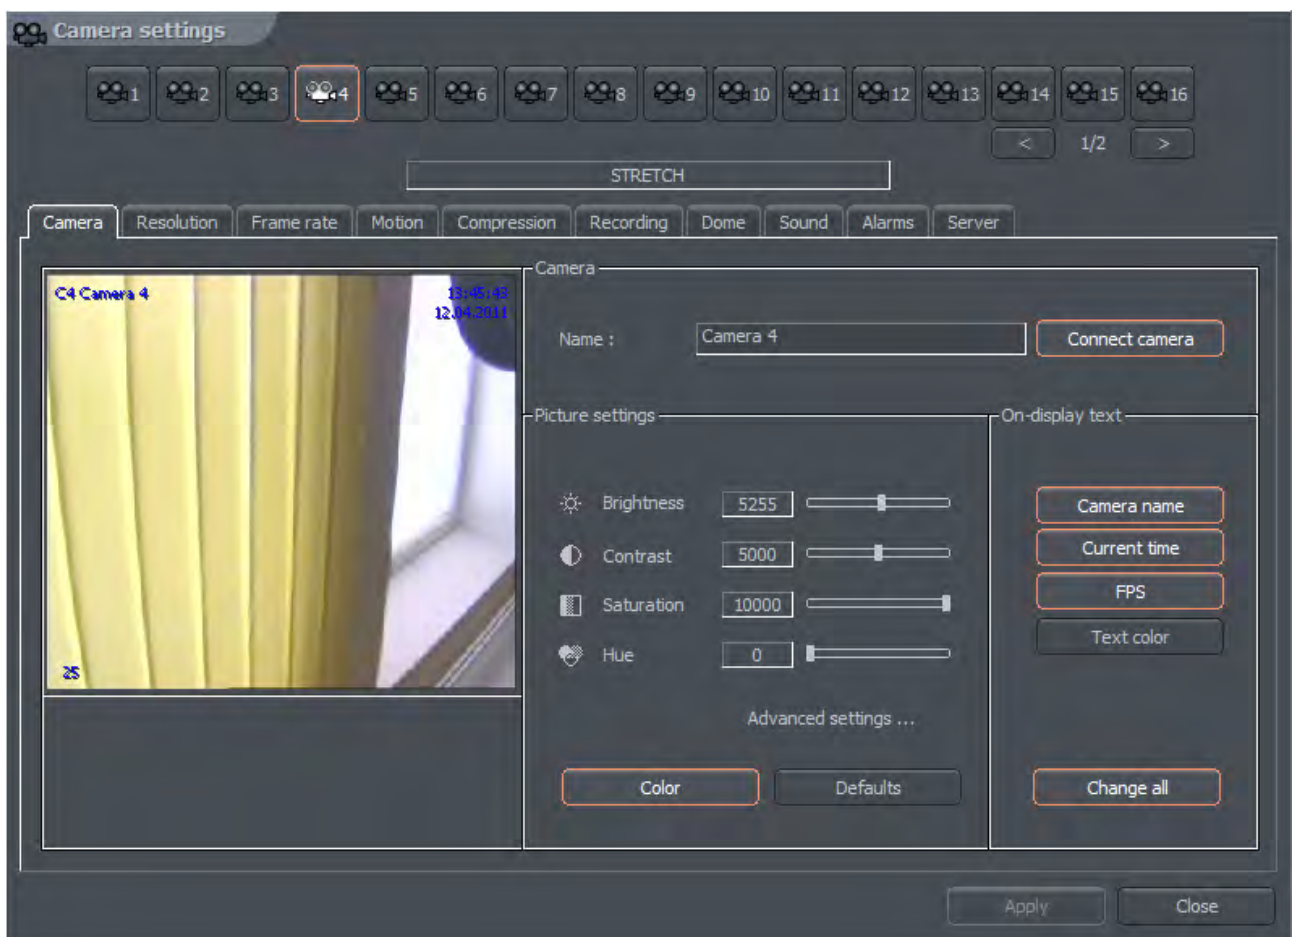 Camera settings
1 2 3 4 5 6 7 8 9 10 11 12 13 14 15 16
< 1/2 >
STRETCH
Camera Resolution Frame rate Motion Compression Recording Dome Sound Alarms Server
C4 Camera 4 13:45:43
12.04.2011
25
Camera
Name : Camera 4 Connect camera
Picture settings
Brightness 5255
Contrast 5000
Saturation 10000
Hue 0
Advanced settings ...
Color Defaults
On-display text
Camera name
Current time
FPS
Text color
Change all
Apply Close